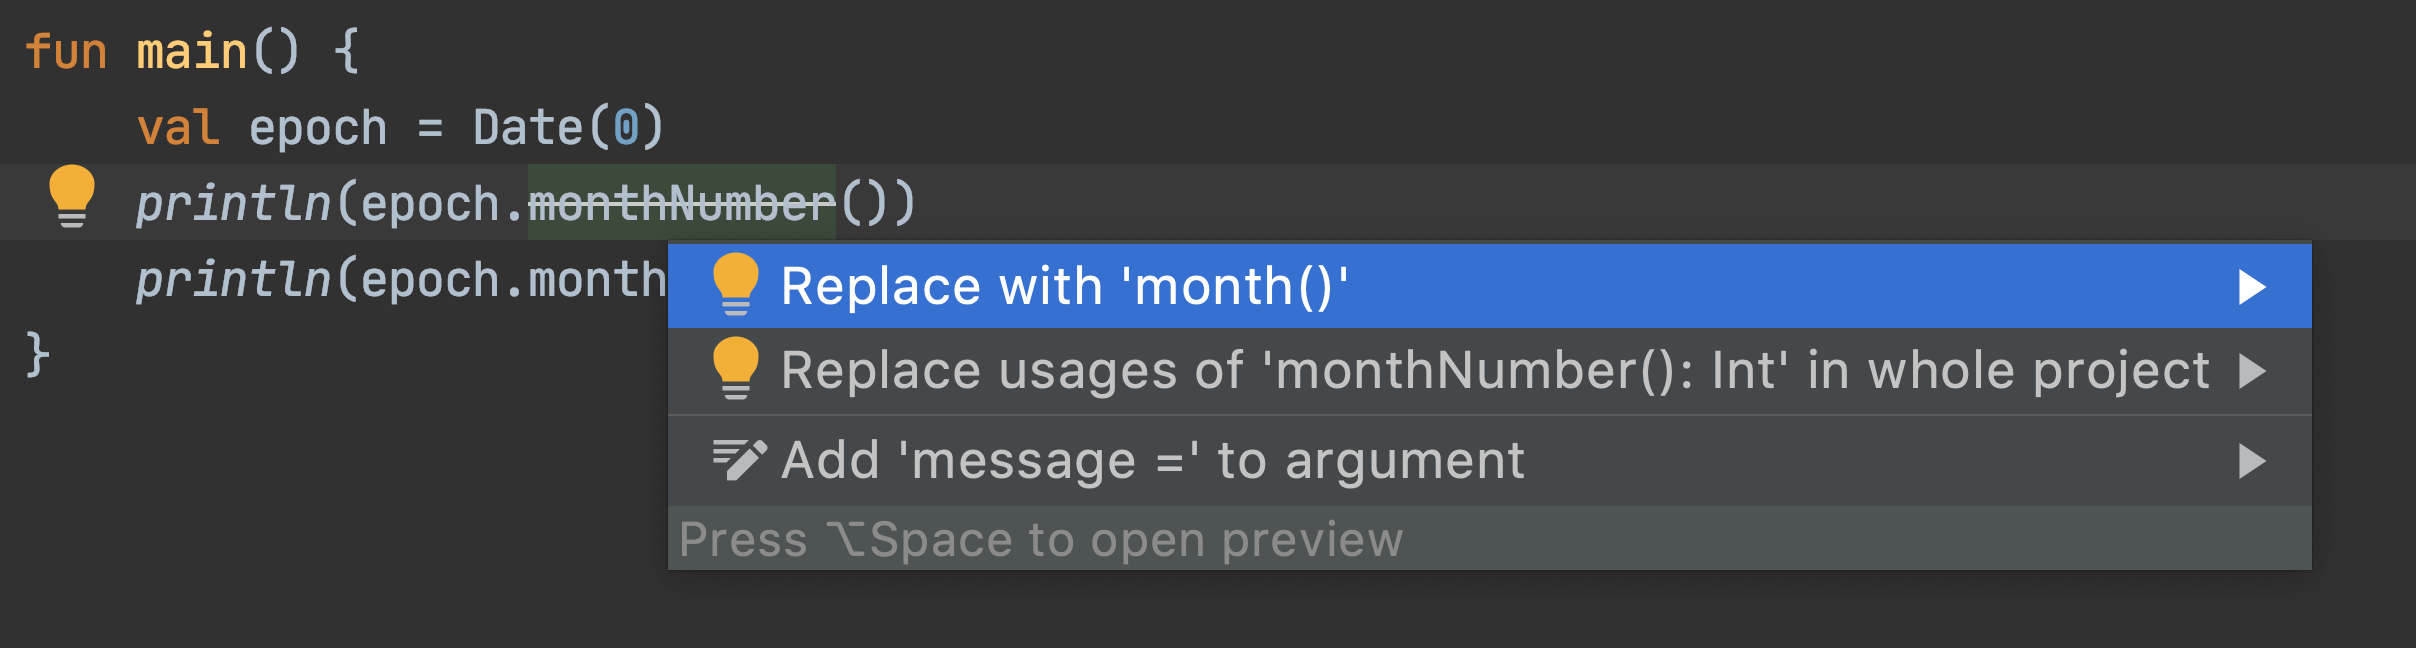 fun main() {
val epoch = Date(0)
println(epoch.monthNumber())
println(epoch.month
}
Replace with 'month()'
Replace usages of 'monthNumber(): Int' in whole project
Add 'message =' to argument
Press ⌥Space to open preview